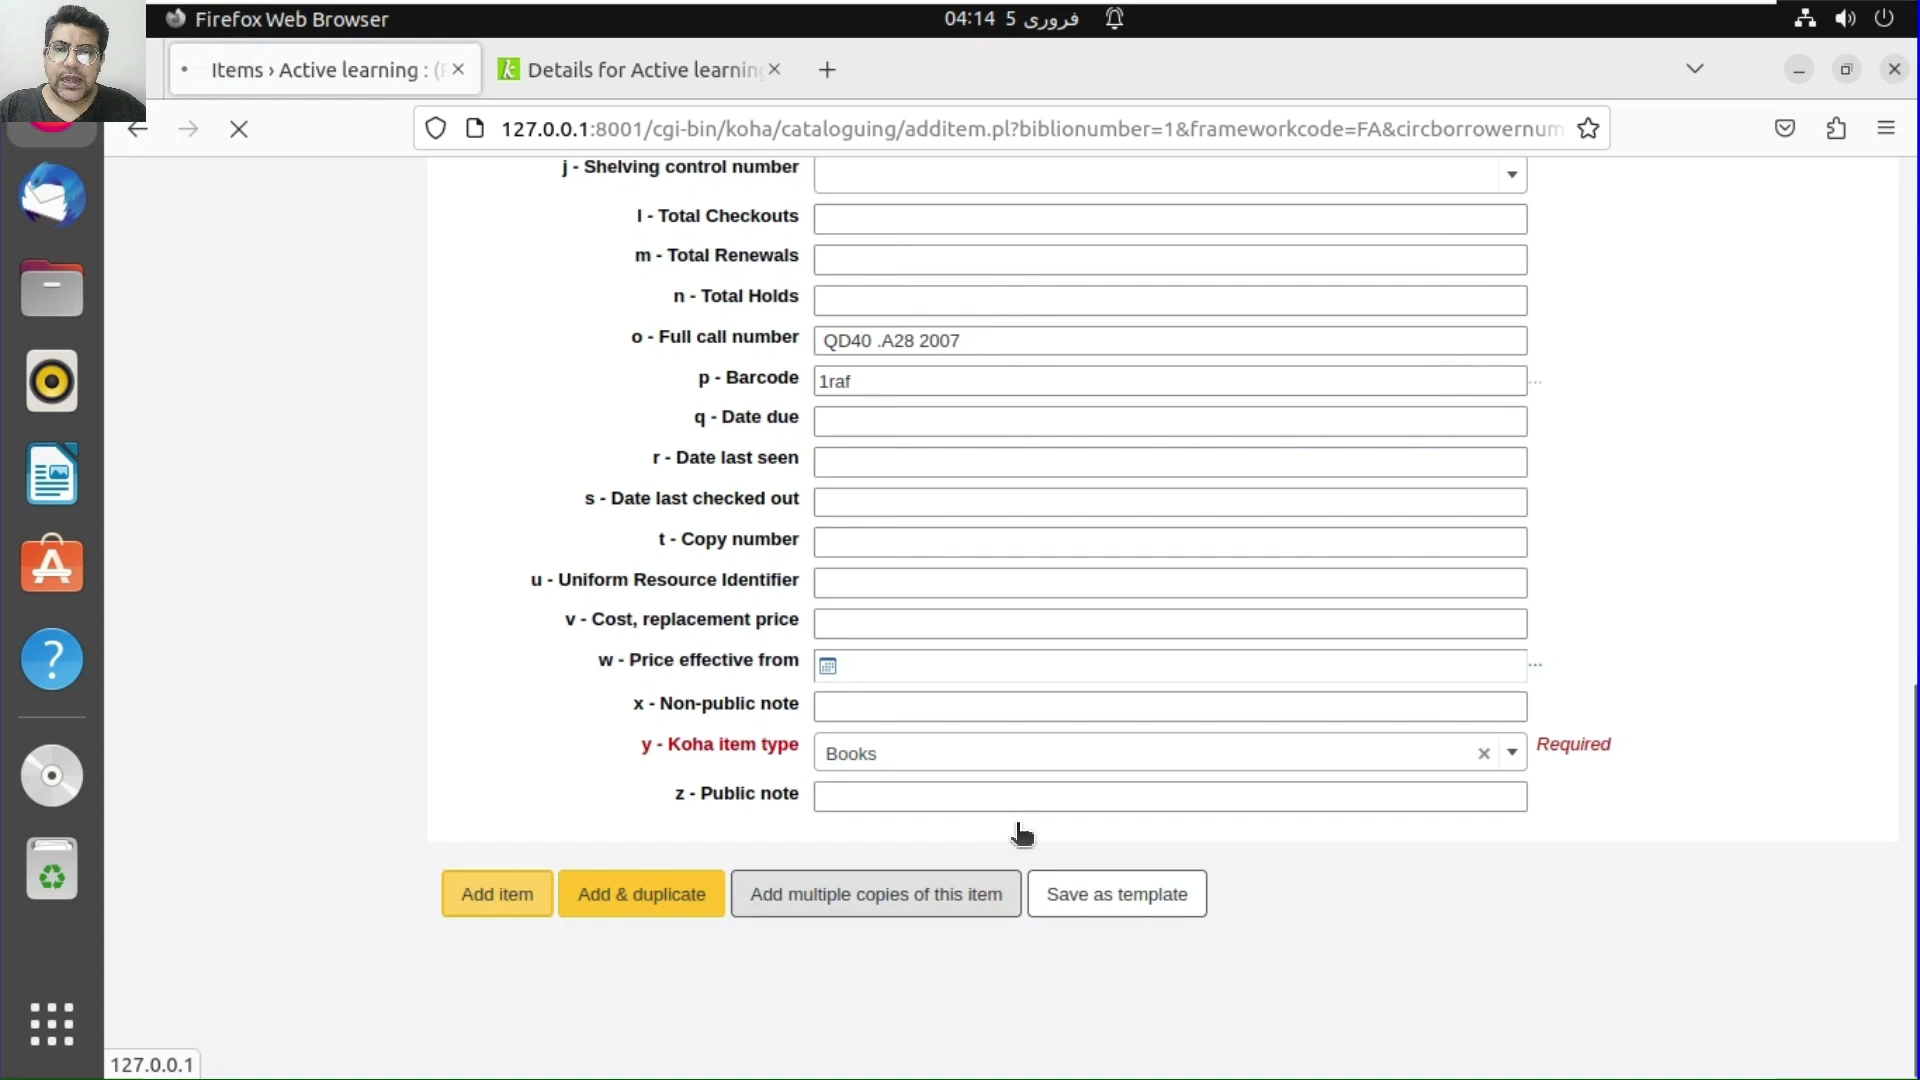 Firefox Web Browser
04:14 5 فروری
Items › Active learning : (
Details for Active learning
127.0.0.1:8001/cgi-bin/koha/cataloguing/additem.pl?biblionumber=1&frameworkcode=FA&circborrowernum
j - Shelving control number
l - Total Checkouts
m - Total Renewals
n - Total Holds
o - Full call number QD40 .A28 2007
p - Barcode 1raf ...
q - Date due
r - Date last seen
s - Date last checked out
t - Copy number
u - Uniform Resource Identifier
v - Cost, replacement price
w - Price effective from ...
x - Non-public note
y - Koha item type Books Required
z - Public note
Add item Add & duplicate Add multiple copies of this item Save as template
127.0.0.1